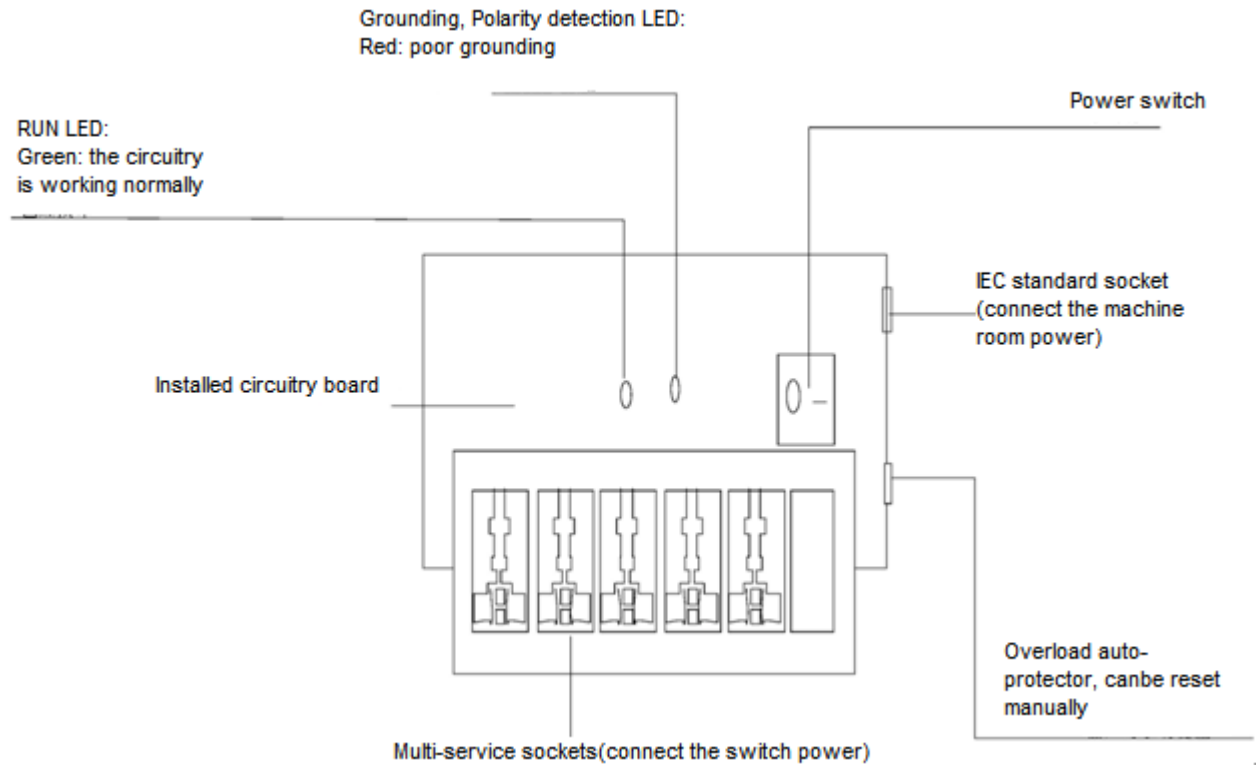 Grounding, Polarity detection LED:
Red: poor grounding
Power switch
RUN LED:
Green: the circuitry
is working normally
IEC standard socket
(connect the machine
room power)
Installed circuitry board
Overload auto-
protector, canbe reset
manually
Multi-service sockets(connect the switch power)